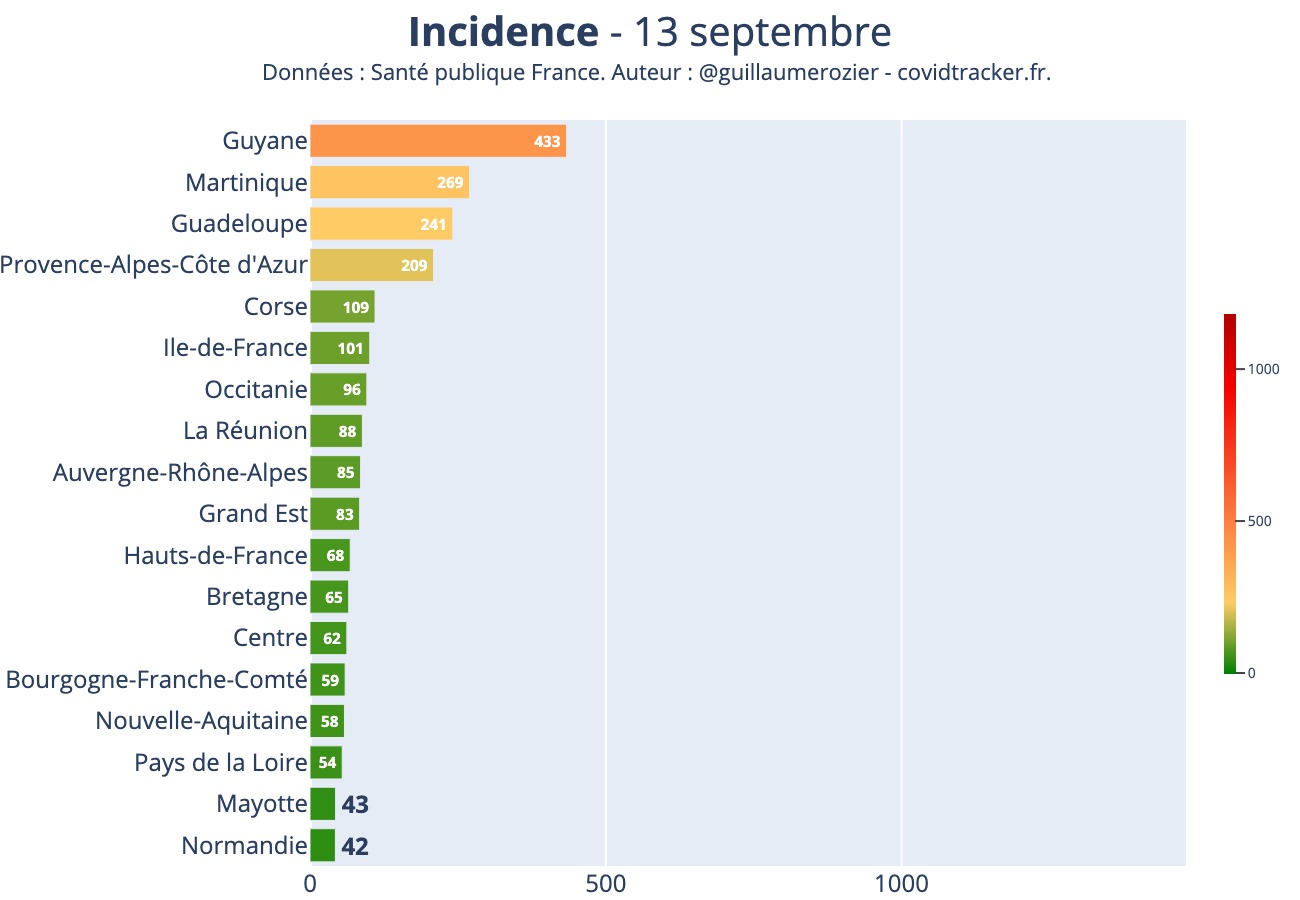 Incidence - 13 septembre
Données : Santé publique France. Auteur : @guillaumerozier - covidtracker.fr.
Guyane 433
Martinique 269
Guadeloupe 241
Provence-Alpes-Côte d'Azur 209
Corse 109
Ile-de-France 101
Occitanie 96
La Réunion 88
Auvergne-Rhône-Alpes 85
Grand Est 83
Hauts-de-France 68
Bretagne 65
Centre 62
Bourgogne-Franche-Comté 59
Nouvelle-Aquitaine 58
Pays de la Loire 54
Mayotte 43
Normandie 42
0 500 1000
1000
500
0